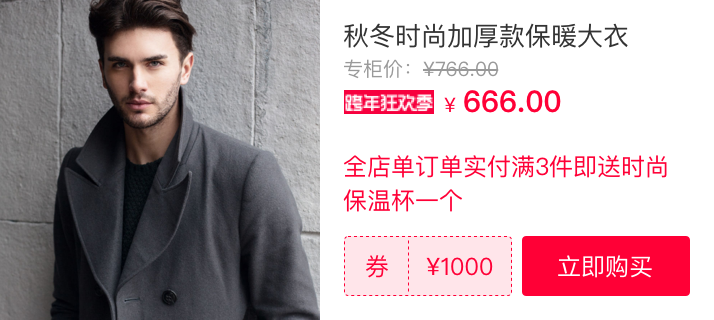 秋冬时尚加厚款保暖大衣
专柜价：¥766.00
跨年狂欢季 ¥ 666.00
全店单订单实付满3件即送时尚
保温杯一个
券 ¥1000 立即购买